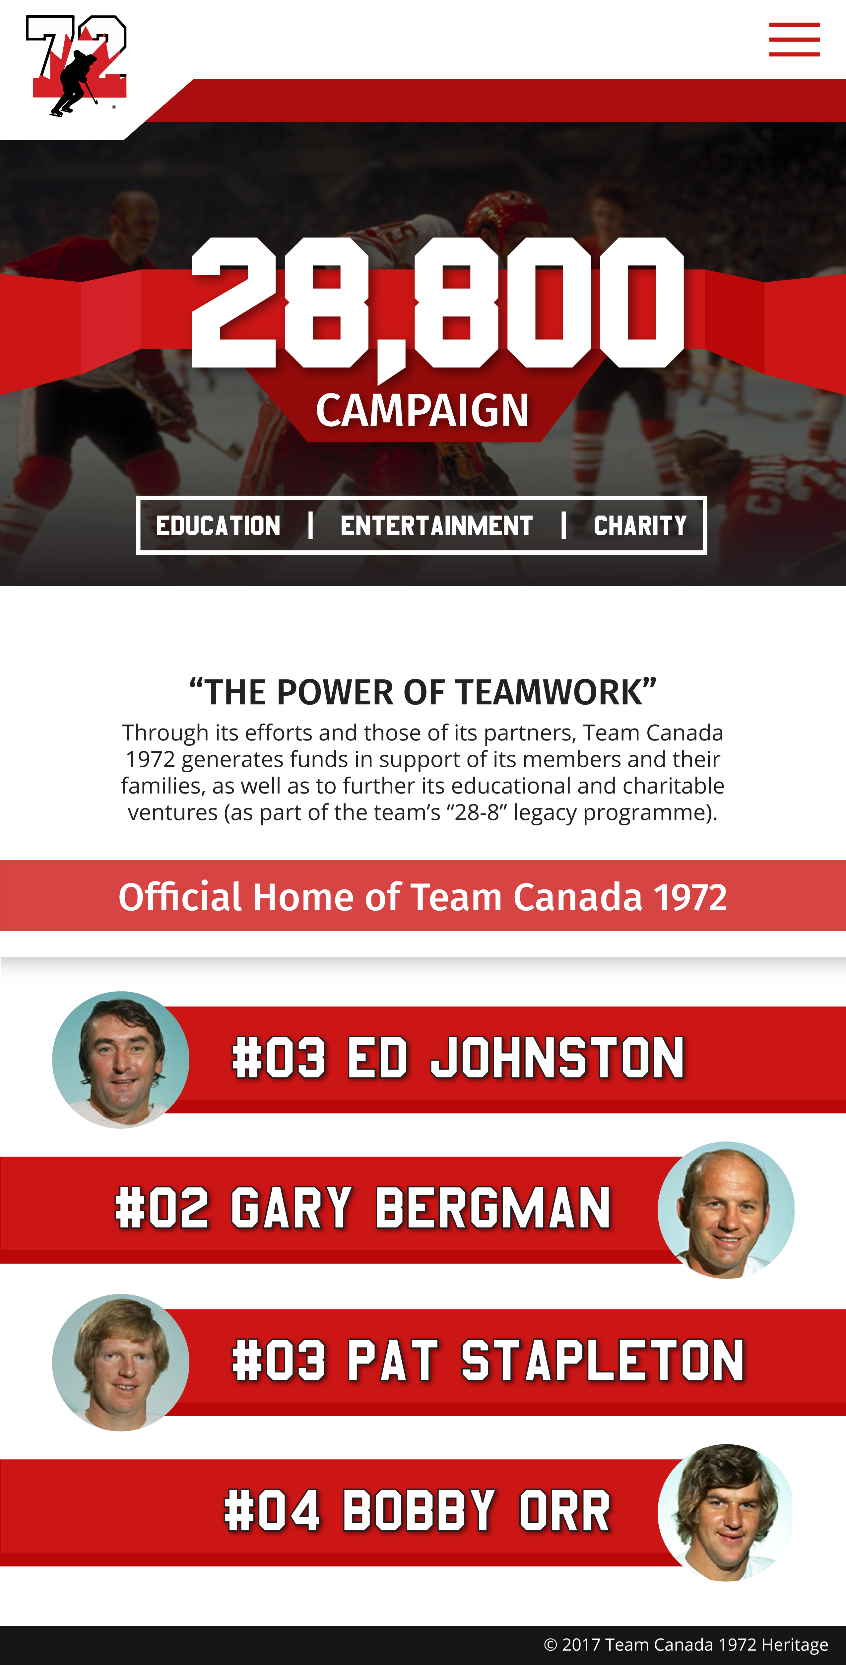 72
28,800
CAMPAIGN
EDUCATION | ENTERTAINMENT | CHARITY
“THE POWER OF TEAMWORK”
Through its efforts and those of its partners, Team Canada
1972 generates funds in support of its members and their
families, as well as to further its educational and charitable
ventures (as part of the team’s “28-8” legacy programme).
Official Home of Team Canada 1972
#03 ED JOHNSTON
#02 GARY BERGMAN
#03 PAT STAPLETON
#04 BOBBY ORR
© 2017 Team Canada 1972 Heritage